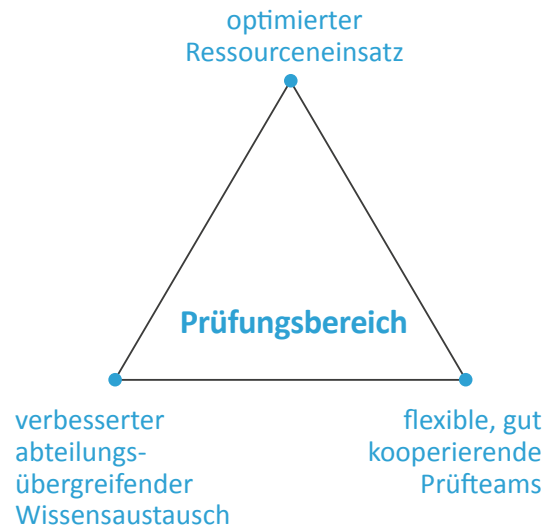 optimierter
Ressourceneinsatz
Prüfungsbereich
verbesserter
abteilungs-
übergreifender
Wissensaustausch
flexible, gut
kooperierende
Prüfteams